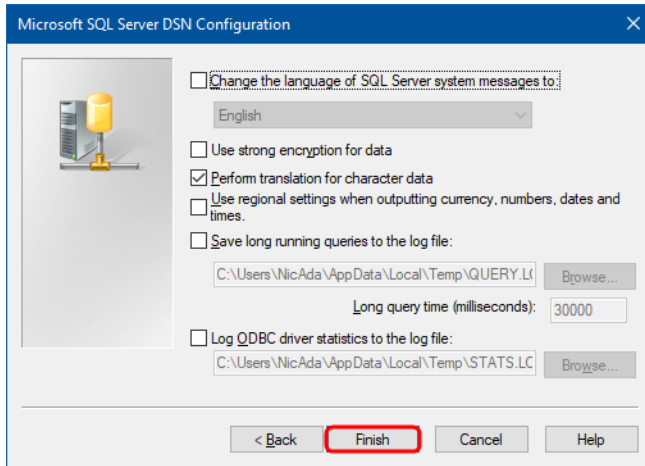 Microsoft SQL Server DSN Configuration
Change the language of SQL Server system messages to:
English
Use strong encryption for data
Perform translation for character data
Use regional settings when outputting currency, numbers, dates and
times.
Save long running queries to the log file:
C:\Users\NicAda\AppData\Local\Temp\QUERY.L Browse...
Long query time (milliseconds): 30000
Log ODBC driver statistics to the log file:
C:\Users\NicAda\AppData\Local\Temp\STATS.LC Browse...
< Back Finish Cancel Help